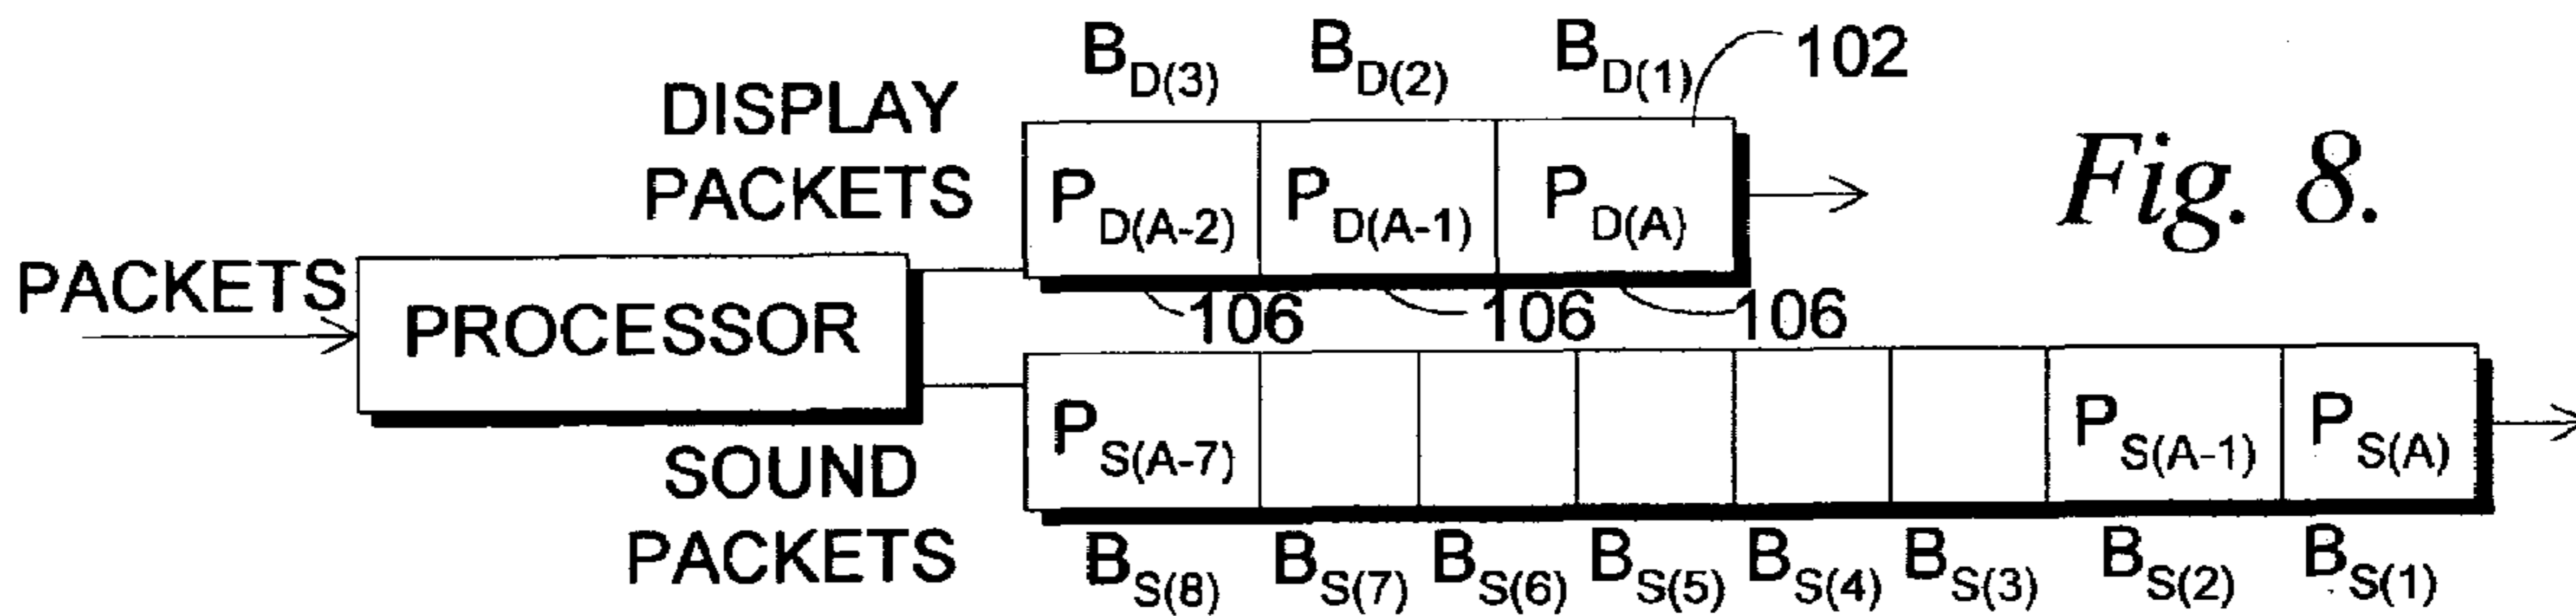 B_D(3) B_D(2) B_D(1) 102
DISPLAY
PACKETS
P_D(A-2) P_D(A-1) P_D(A)
Fig. 8.
PACKETS
PROCESSOR
106 106 106
P_S(A-7) P_S(A-1) P_S(A)
SOUND
PACKETS
B_S(8) B_S(7) B_S(6) B_S(5) B_S(4) B_S(3) B_S(2) B_S(1)